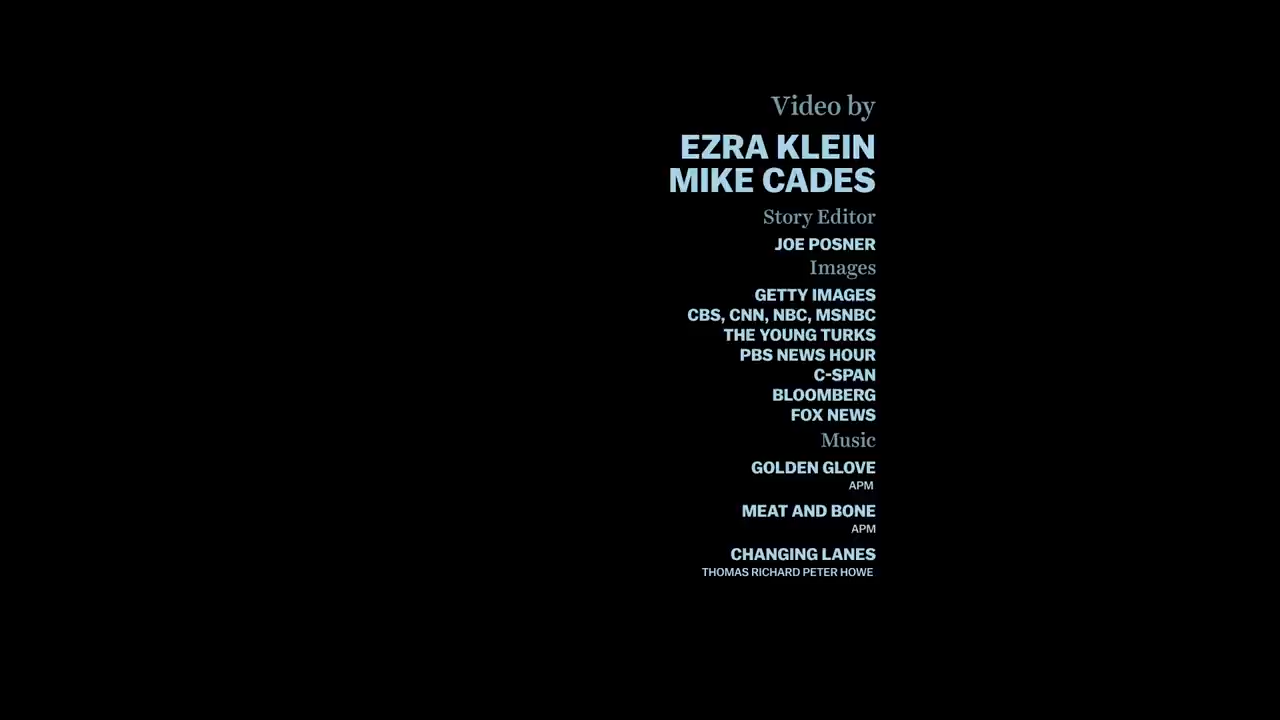 Video by
EZRA KLEIN
MIKE CADES
Story Editor
JOE POSNER
Images
GETTY IMAGES
CBS, CNN, NBC, MSNBC
THE YOUNG TURKS
PBS NEWS HOUR
C-SPAN
BLOOMBERG
FOX NEWS
Music
GOLDEN GLOVE
APM
MEAT AND BONE
APM
CHANGING LANES
THOMAS RICHARD PETER HOWE